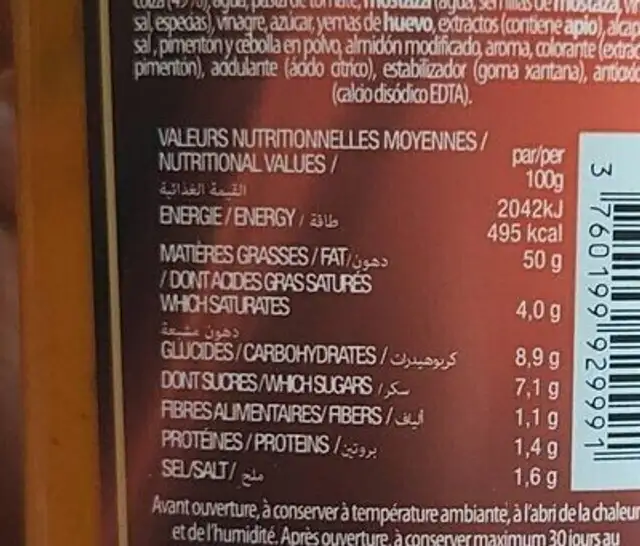 sal, especias), vinagre, azúcar, yemas de huevo, extractos (contiene apio), alcap
sal, pimentón y cebolla en polvo, almidón modificado, aroma, colorante (extrac
pimentón), acidulante (ácido cítrico), estabilizador (goma xantana), antioxi
(calcio disódico EDTA).
VALEURS NUTRITIONNELLES MOYENNES /
NUTRITIONAL VALUES /
القيمة الغذائية
par/per
100g
ENERGIE / ENERGY / طاقة
2042kJ
495 kcal
MATIÈRES GRASSES / FAT/ دهون
50 g
/ DONT ACIDES GRAS SATURÉS
WHICH SATURATES
4,0 g
دهون مشبعة
GLUCIDES / CARBOHYDRATES / كربوهيدرات
8,9 g
DONT SUCRES / WHICH SUGARS / سكر
7,1 g
FIBRES ALIMENTAIRES/ FIBERS / ألياف
1,1 g
PROTÉINES / PROTEINS / بروتين
1,4 g
SEL/SALT / ملح
1,6 g
Avant ouverture, à conserver à température ambiante, à l'abri de la chaleur
et de l'humidité. Après ouverture, à conserver maximum 30 jours au
3 760199 929991